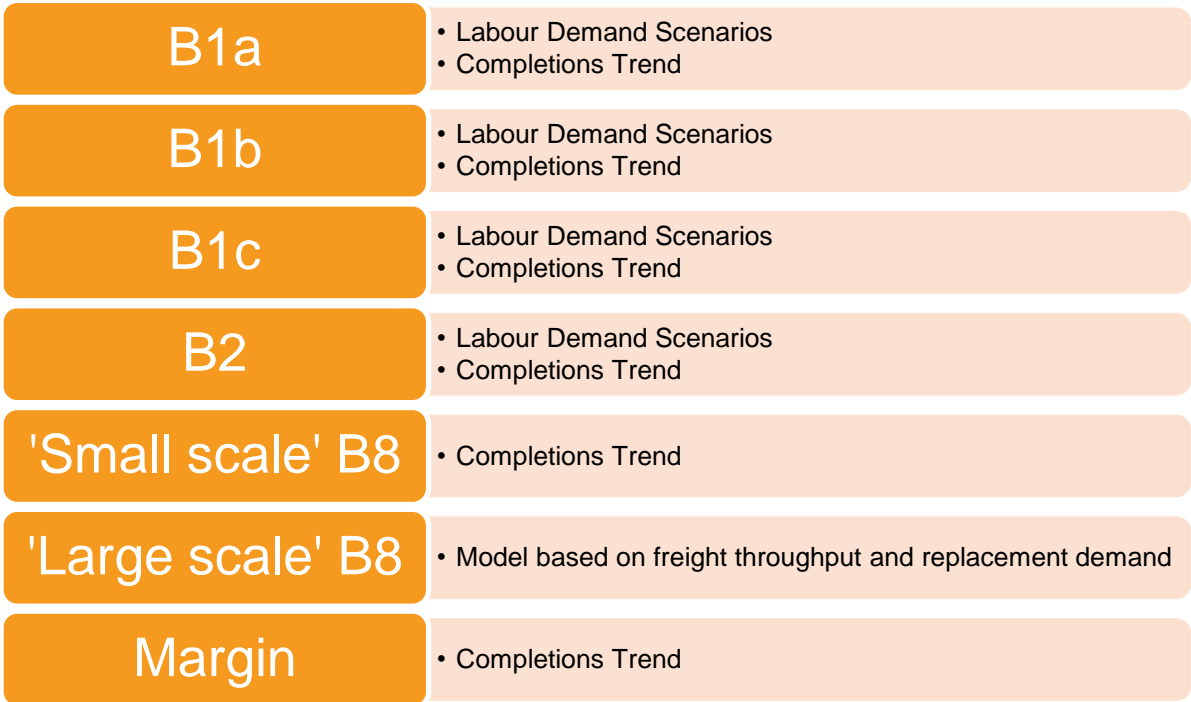 B1a
• Labour Demand Scenarios
• Completions Trend
B1b
• Labour Demand Scenarios
• Completions Trend
B1c
• Labour Demand Scenarios
• Completions Trend
B2
• Labour Demand Scenarios
• Completions Trend
'Small scale' B8
• Completions Trend
'Large scale' B8
• Model based on freight throughput and replacement demand
Margin
• Completions Trend